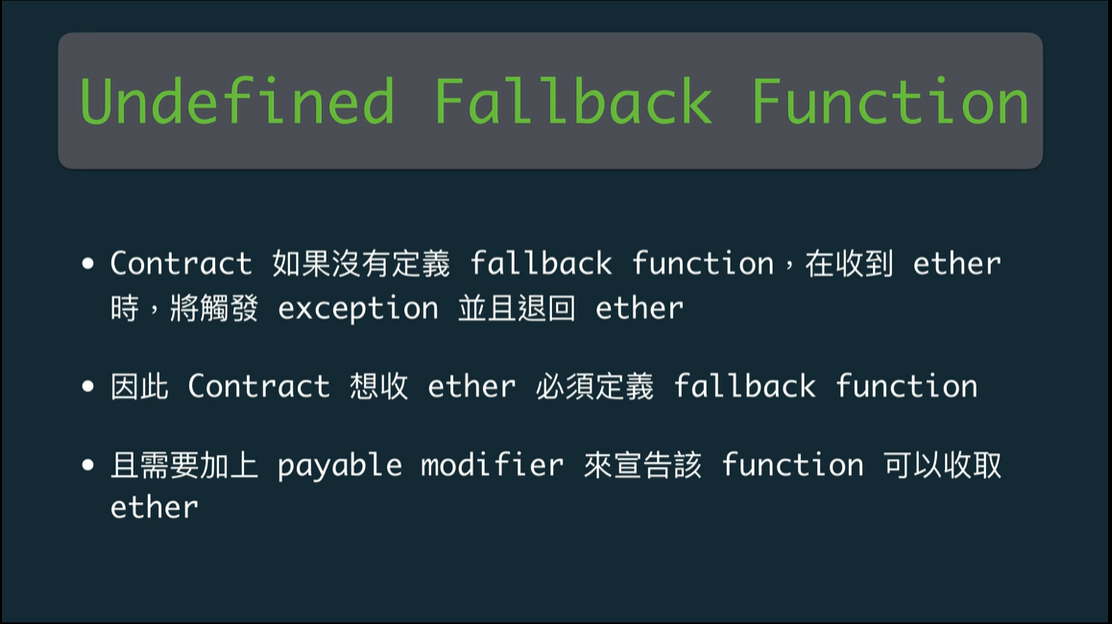 Undefined Fallback Function
• Contract 如果沒有定義 fallback function，在收到 ether
時，將觸發 exception 並且退回 ether
• 因此 Contract 想收 ether 必須定義 fallback function
• 且需要加上 payable modifier 來宣告該 function 可以收取
ether